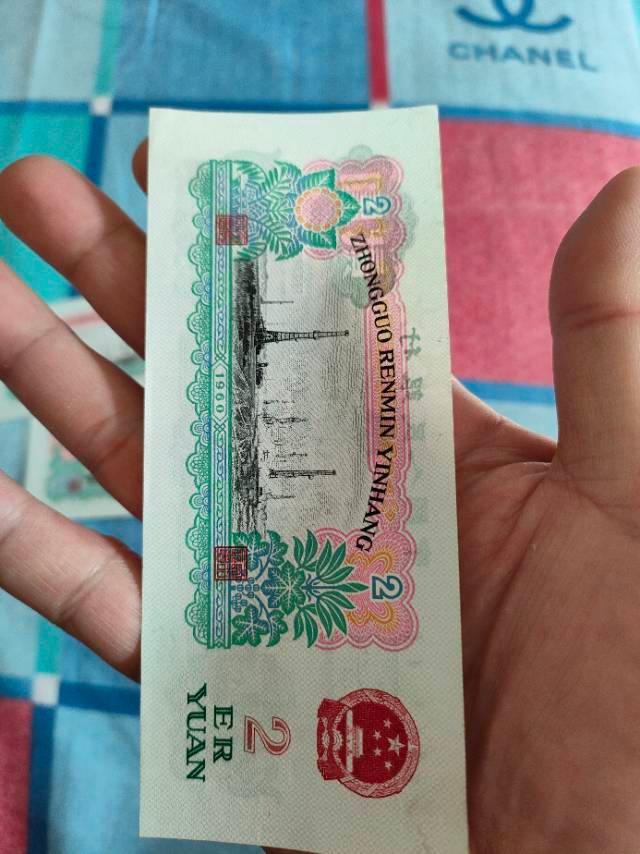 CHANEL
2
ZHONGGUO RENMIN YINHANG
2
1960
2
ER
YUAN